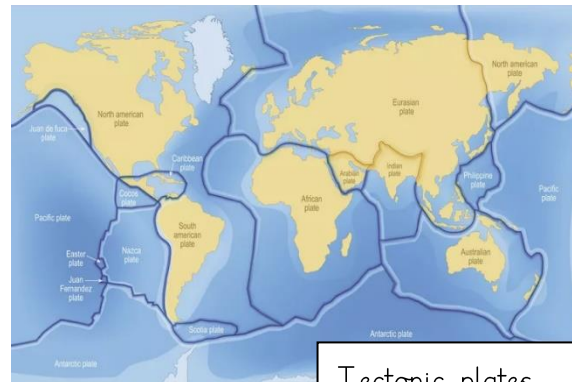 North american
plate
North american
plate
Eurasian
plate
Juan de fuca
plate
Caribbean
plate
Cocos
plate
Arabian
plate
Indian
plate
Philippine
plate
African
plate
Pacific plate
Pacific
plate
South
american
plate
Nazca
plate
Easter
plate
Juan
Fernandez
plate
Australian
plate
Scotia plate
Antarctic plate
Antarctic plate
Tectonic plates